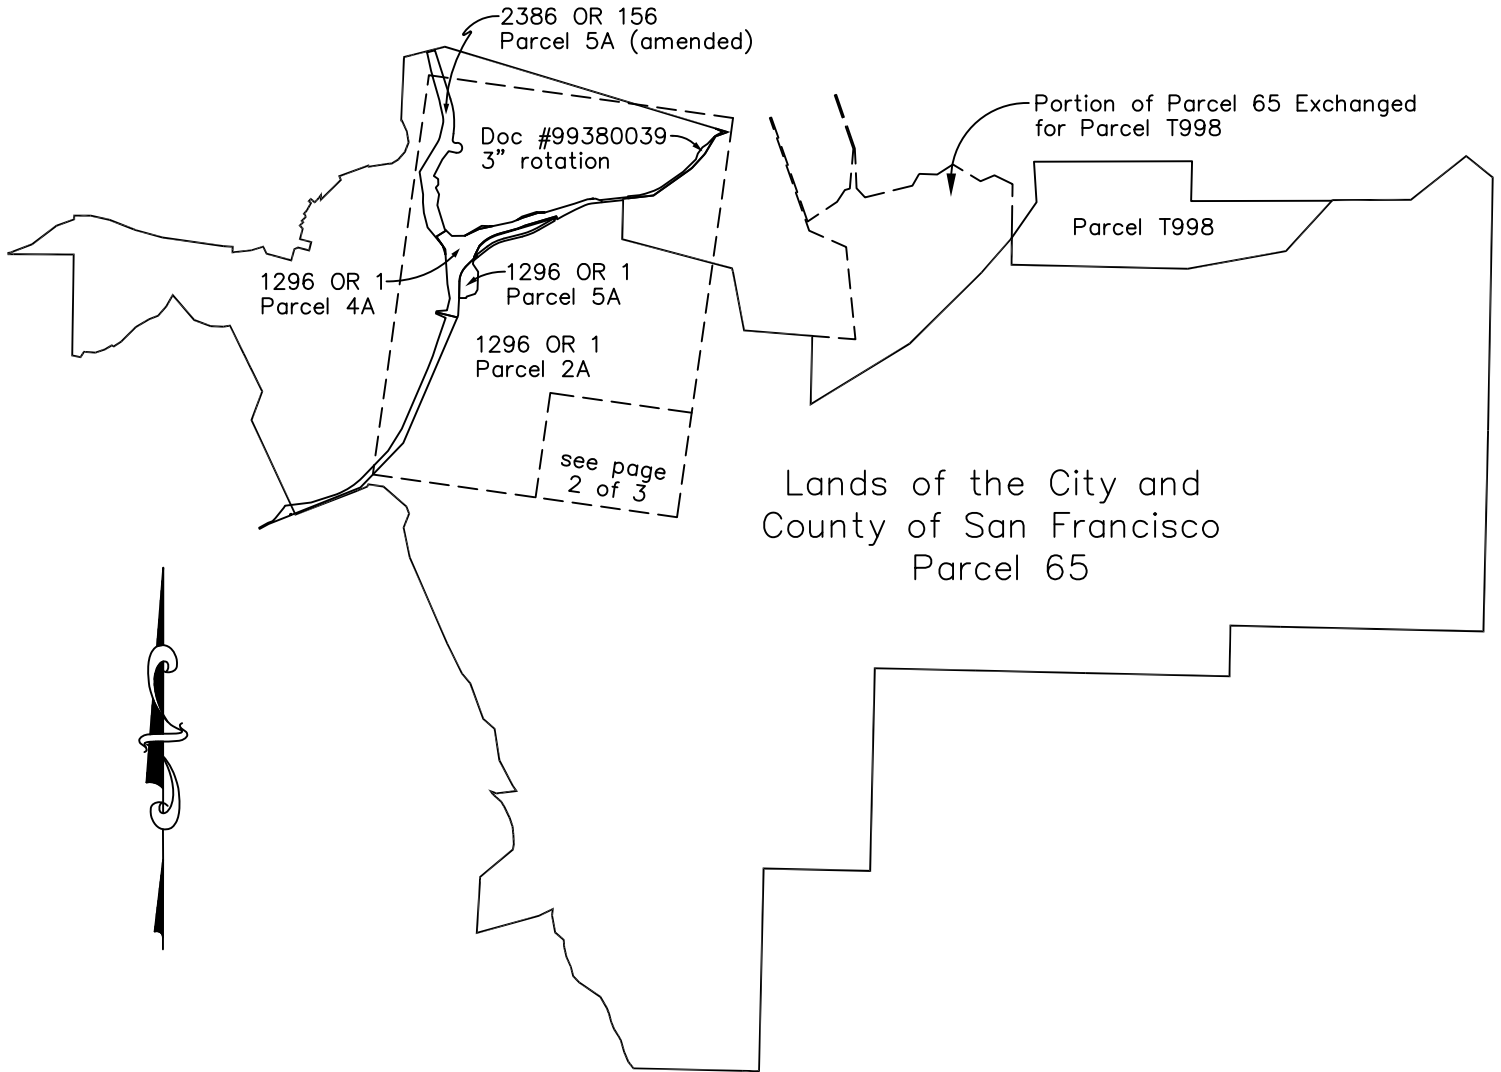 2386 OR 156
Parcel 5A (amended)
Portion of Parcel 65 Exchanged
for Parcel T998
Doc #99380039
3” rotation
Parcel T998
1296 OR 1
Parcel 4A
1296 OR 1
Parcel 5A
1296 OR 1
Parcel 2A
see page
2 of 3
Lands of the City and
County of San Francisco
Parcel 65